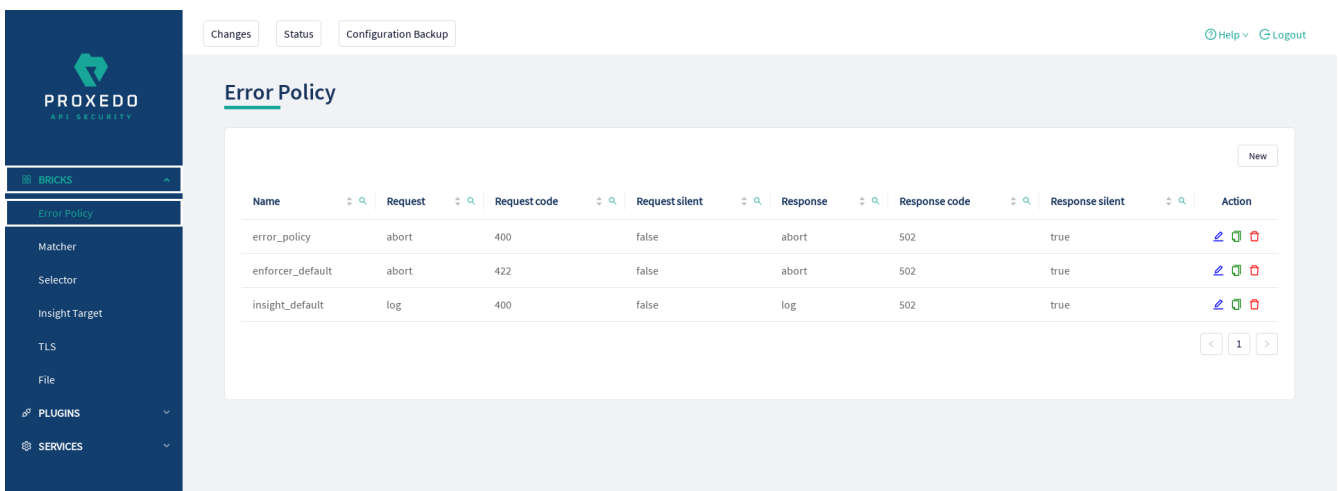 Changes Status Configuration Backup Help Logout
PROXEDO
API SECURITY
Error Policy
New
BRICKS
Error Policy
Matcher
Selector
Insight Target
TLS
File
PLUGINS
SERVICES
Name Request Request code Request silent Response Response code Response silent Action
error_policy abort 400 false abort 502 true
enforcer_default abort 422 false abort 502 true
insight_default log 400 false log 502 true
1